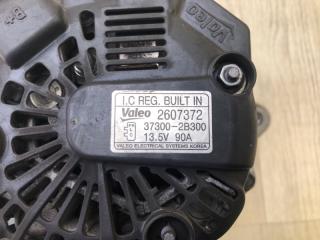 B+
Valeo
I.C REG. BUILT IN
Valeo 2607372
37300-2B300
13.5V 90A
VALEO ELECTRICAL SYSTEMS KOREA